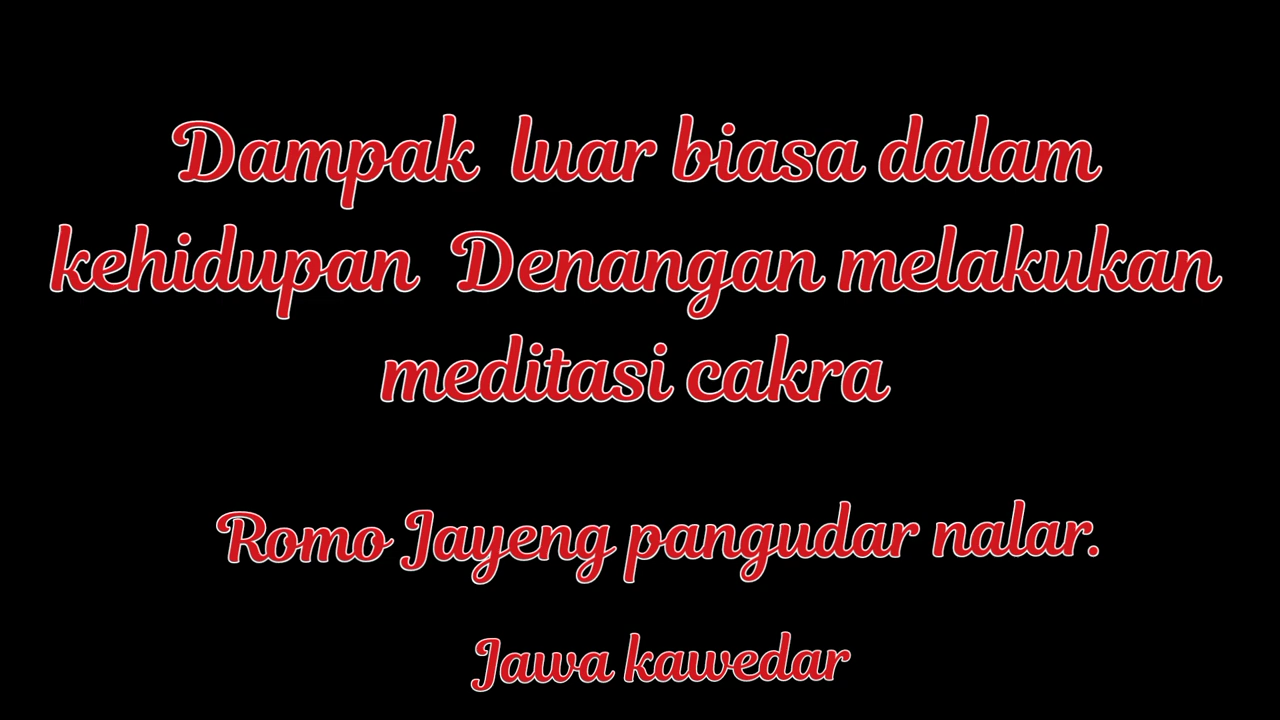 Dampak luar biasa dalam
kehidupan Denangan melakukan
meditasi cakra
Romo Jayeng pangudar nalar.
Jawa kawedar